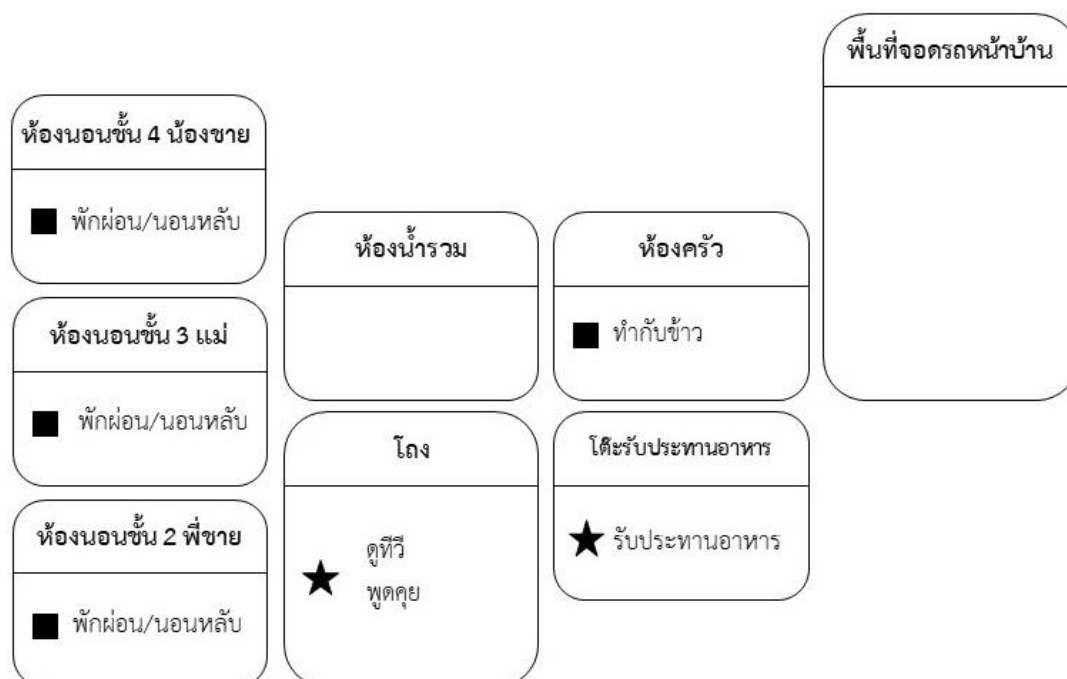 พื้นที่จอดรถหน้าบ้าน
ห้องนอนชั้น 4 น้องชาย
พักผ่อน/นอนหลับ
ห้องน้ำรวม
ห้องครัว
ทำกับข้าว
ห้องนอนชั้น 3 แม่
พักผ่อน/นอนหลับ
โถง
ดูทีวี
พูดคุย
โต๊ะรับประทานอาหาร
รับประทานอาหาร
ห้องนอนชั้น 2 พี่ชาย
พักผ่อน/นอนหลับ